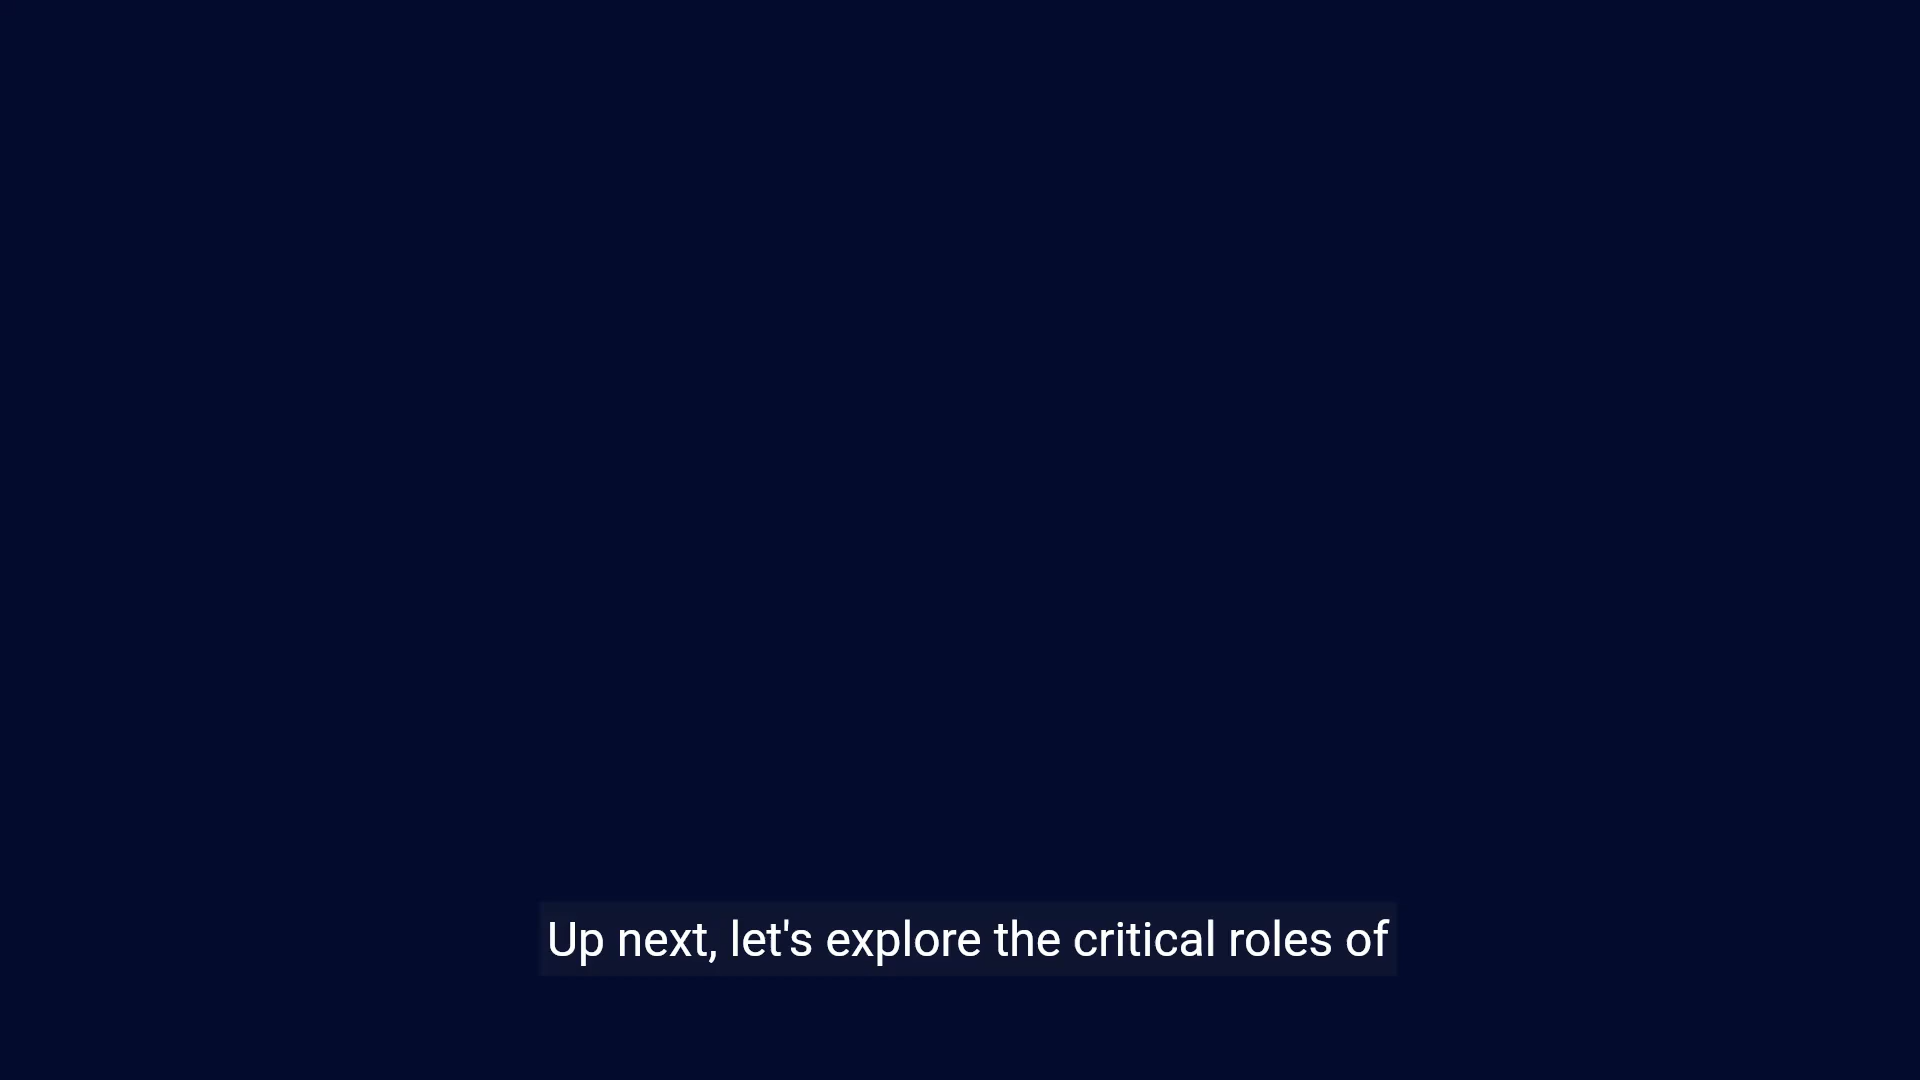 Up next, let's explore the critical roles of